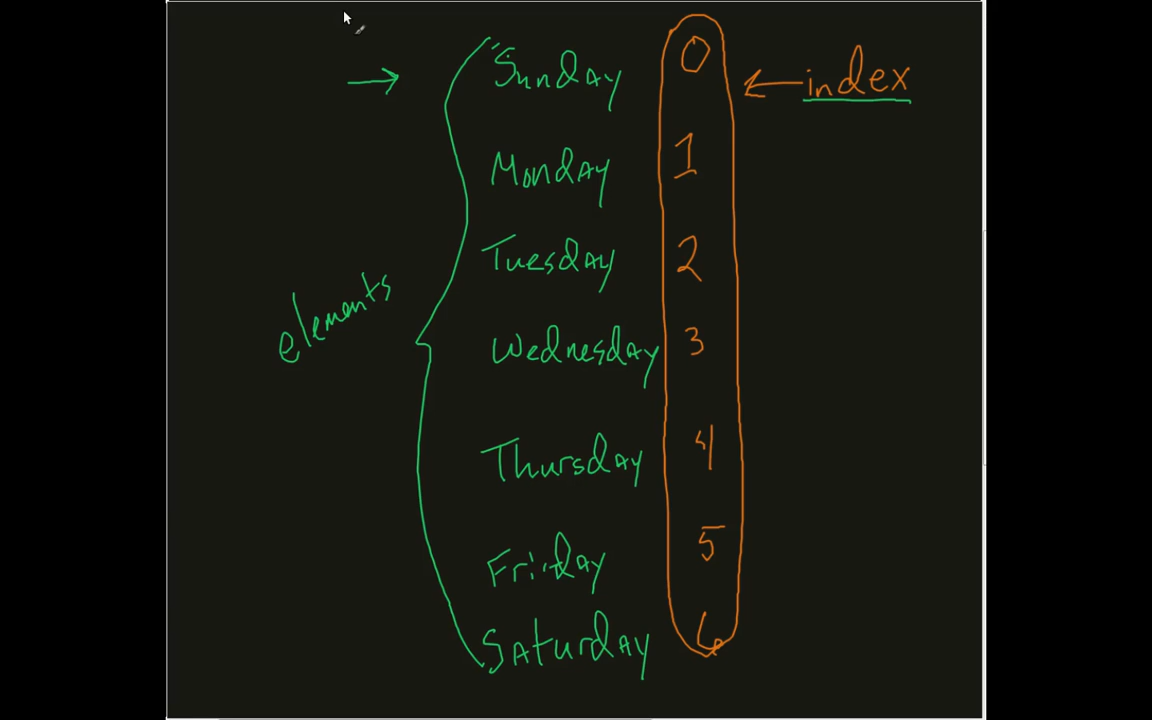 Sunday 0 index
Monday 1
Tuesday 2
elements
Wednesday 3
Thursday 4
Friday 5
Saturday 6